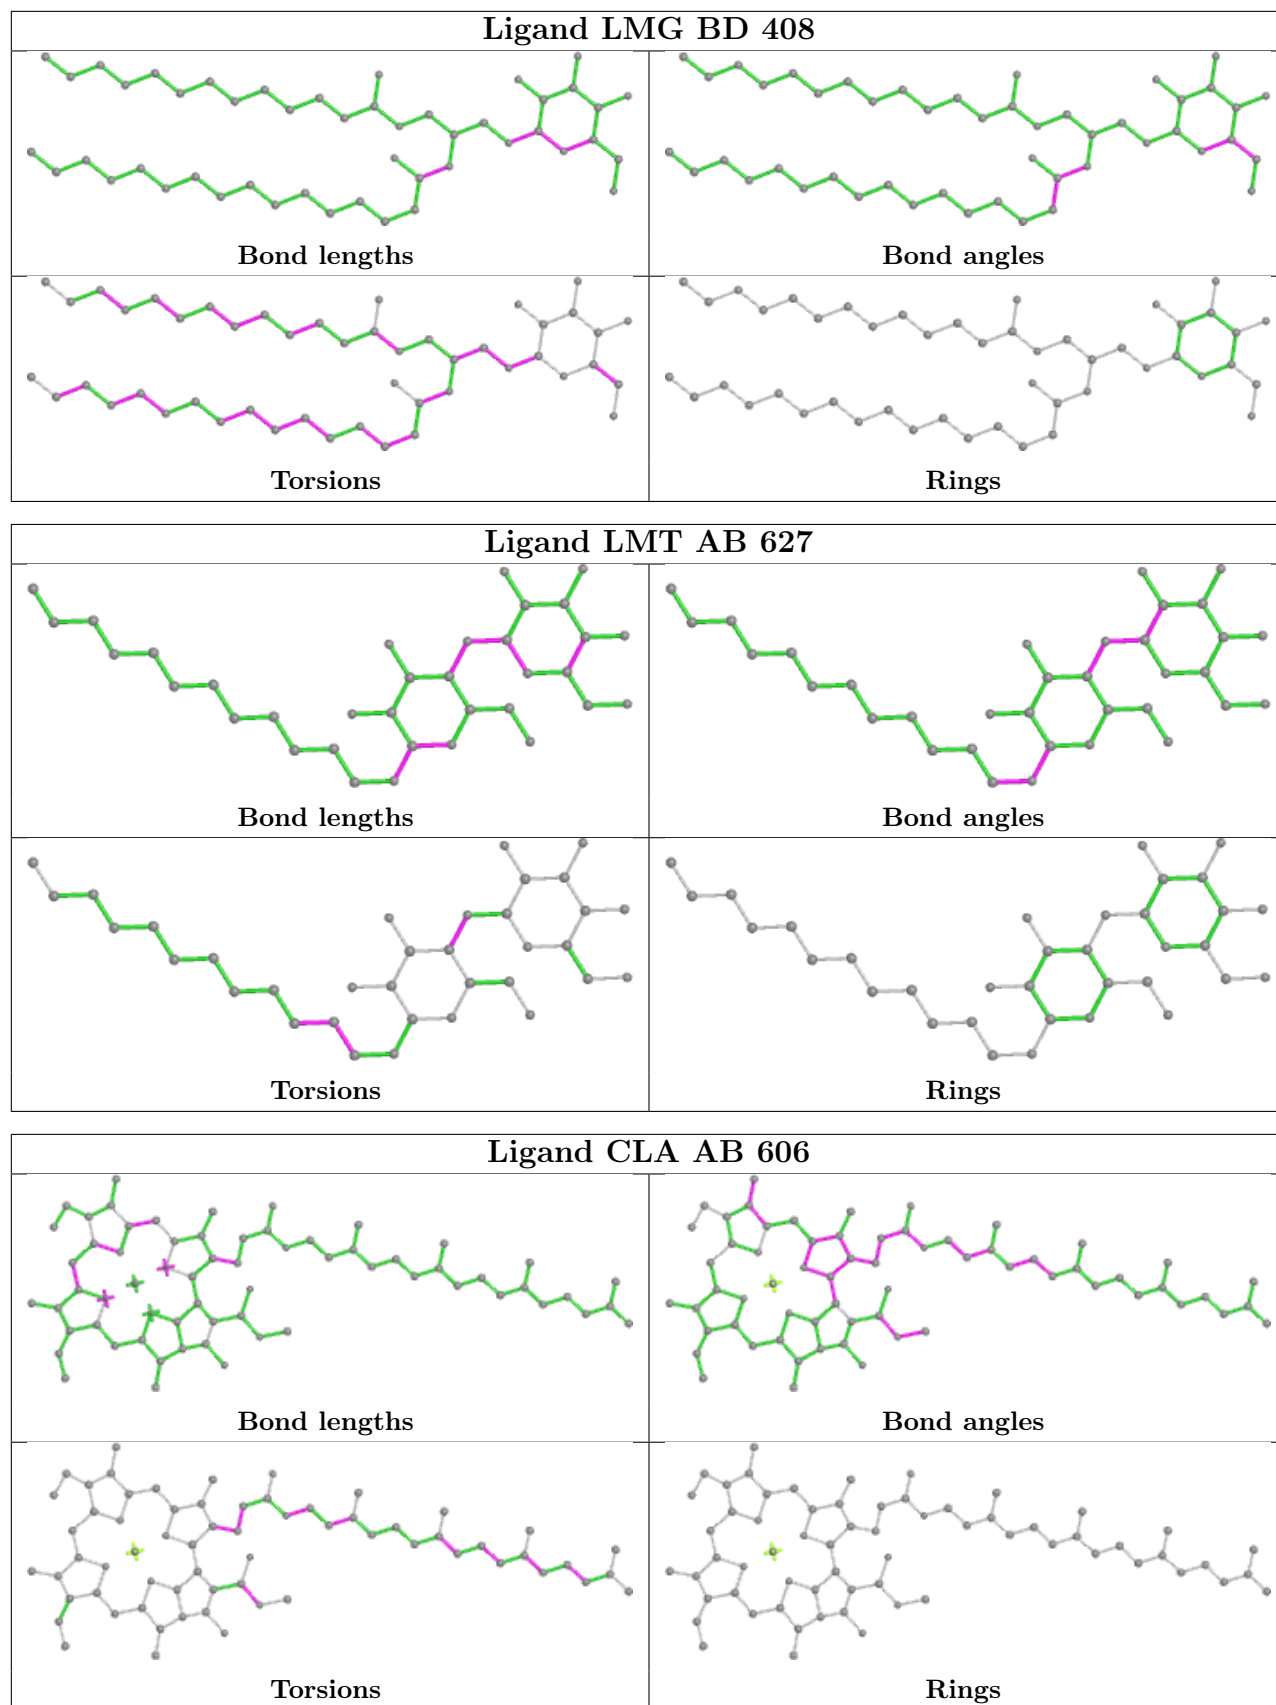 Ligand LMG BD 408
Bond lengths
Bond angles
Torsions
Rings
Ligand LMT AB 627
Bond lengths
Bond angles
Torsions
Rings
Ligand CLA AB 606
Bond lengths
Bond angles
Torsions
Rings